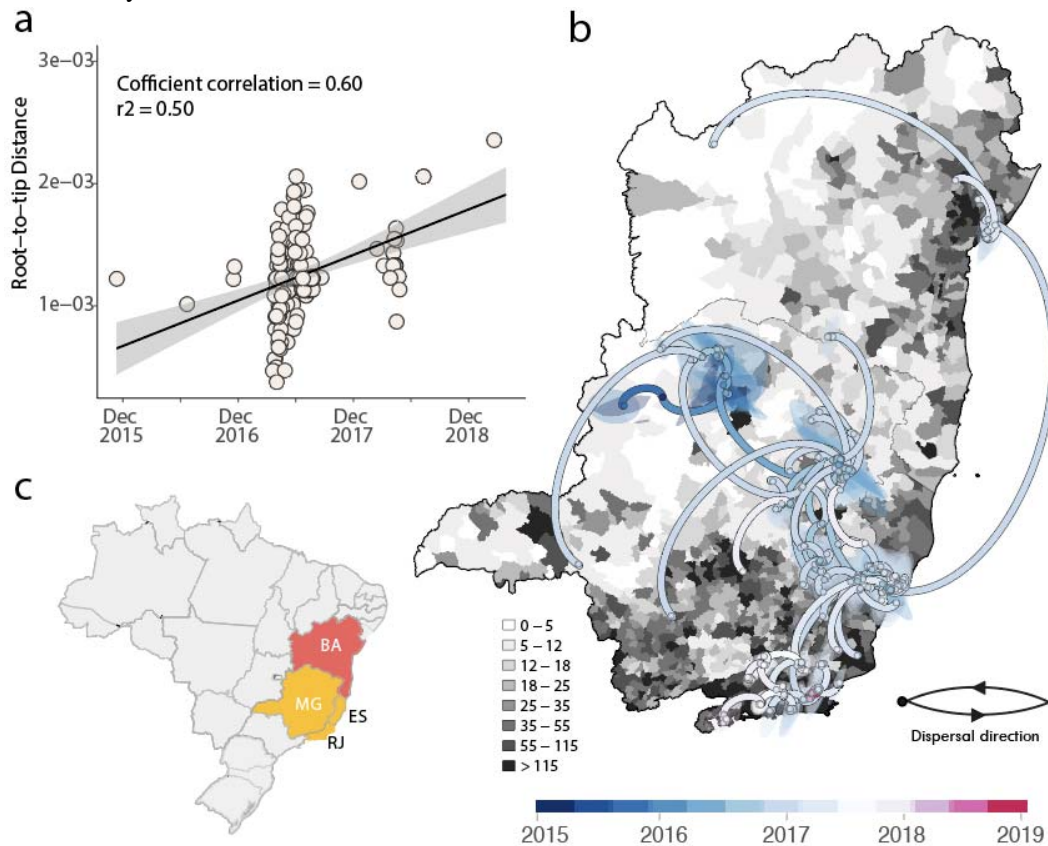 a
3e−03
2e−03
1e−03
Root−to−tip Distance
Cofficient correlation = 0.60
r2 = 0.50
Dec 2015
Dec 2016
Dec 2017
Dec 2018
b
0 – 5
5 – 12
12 – 18
18 – 25
25 – 35
35 – 55
55 – 115
> 115
Dispersal direction
2015 2016 2017 2018 2019
c
BA
MG
ES
RJ